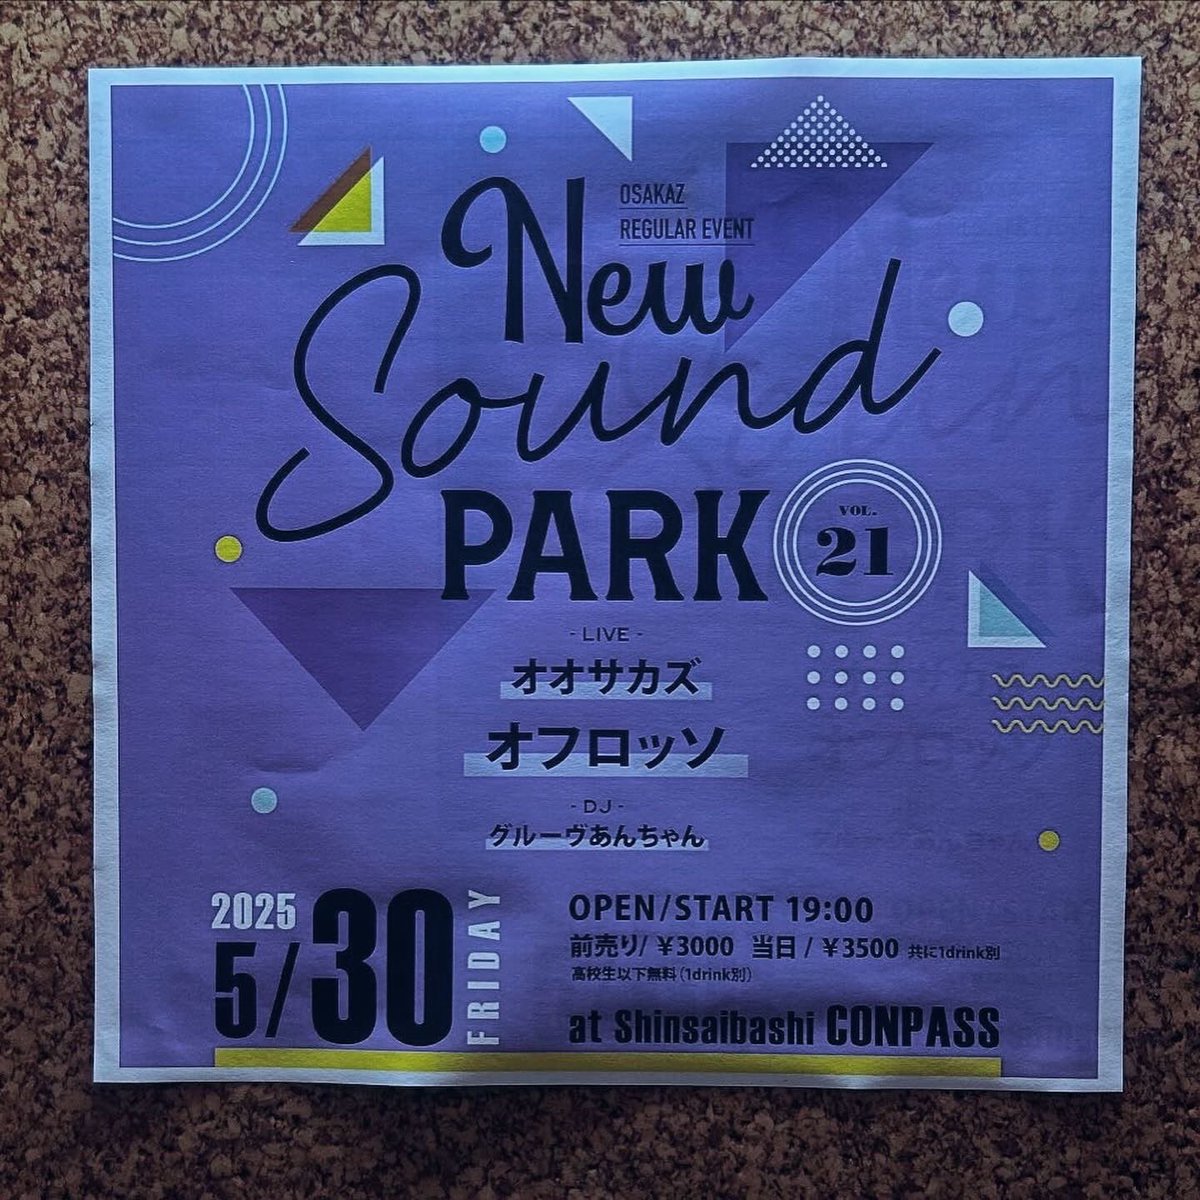 OSAKAZ
REGULAR EVENT
New
Sound
PARK
VOL.
21
- LIVE -
オオサカズ
オフロッソ
- DJ -
グルーヴあんちゃん
2025
5/30
FRIDAY
OPEN/START 19:00
前売り/ ¥3000 当日 / ¥3500 共に1drink別
高校生以下無料(1drink別)
at Shinsaibashi CONPASS